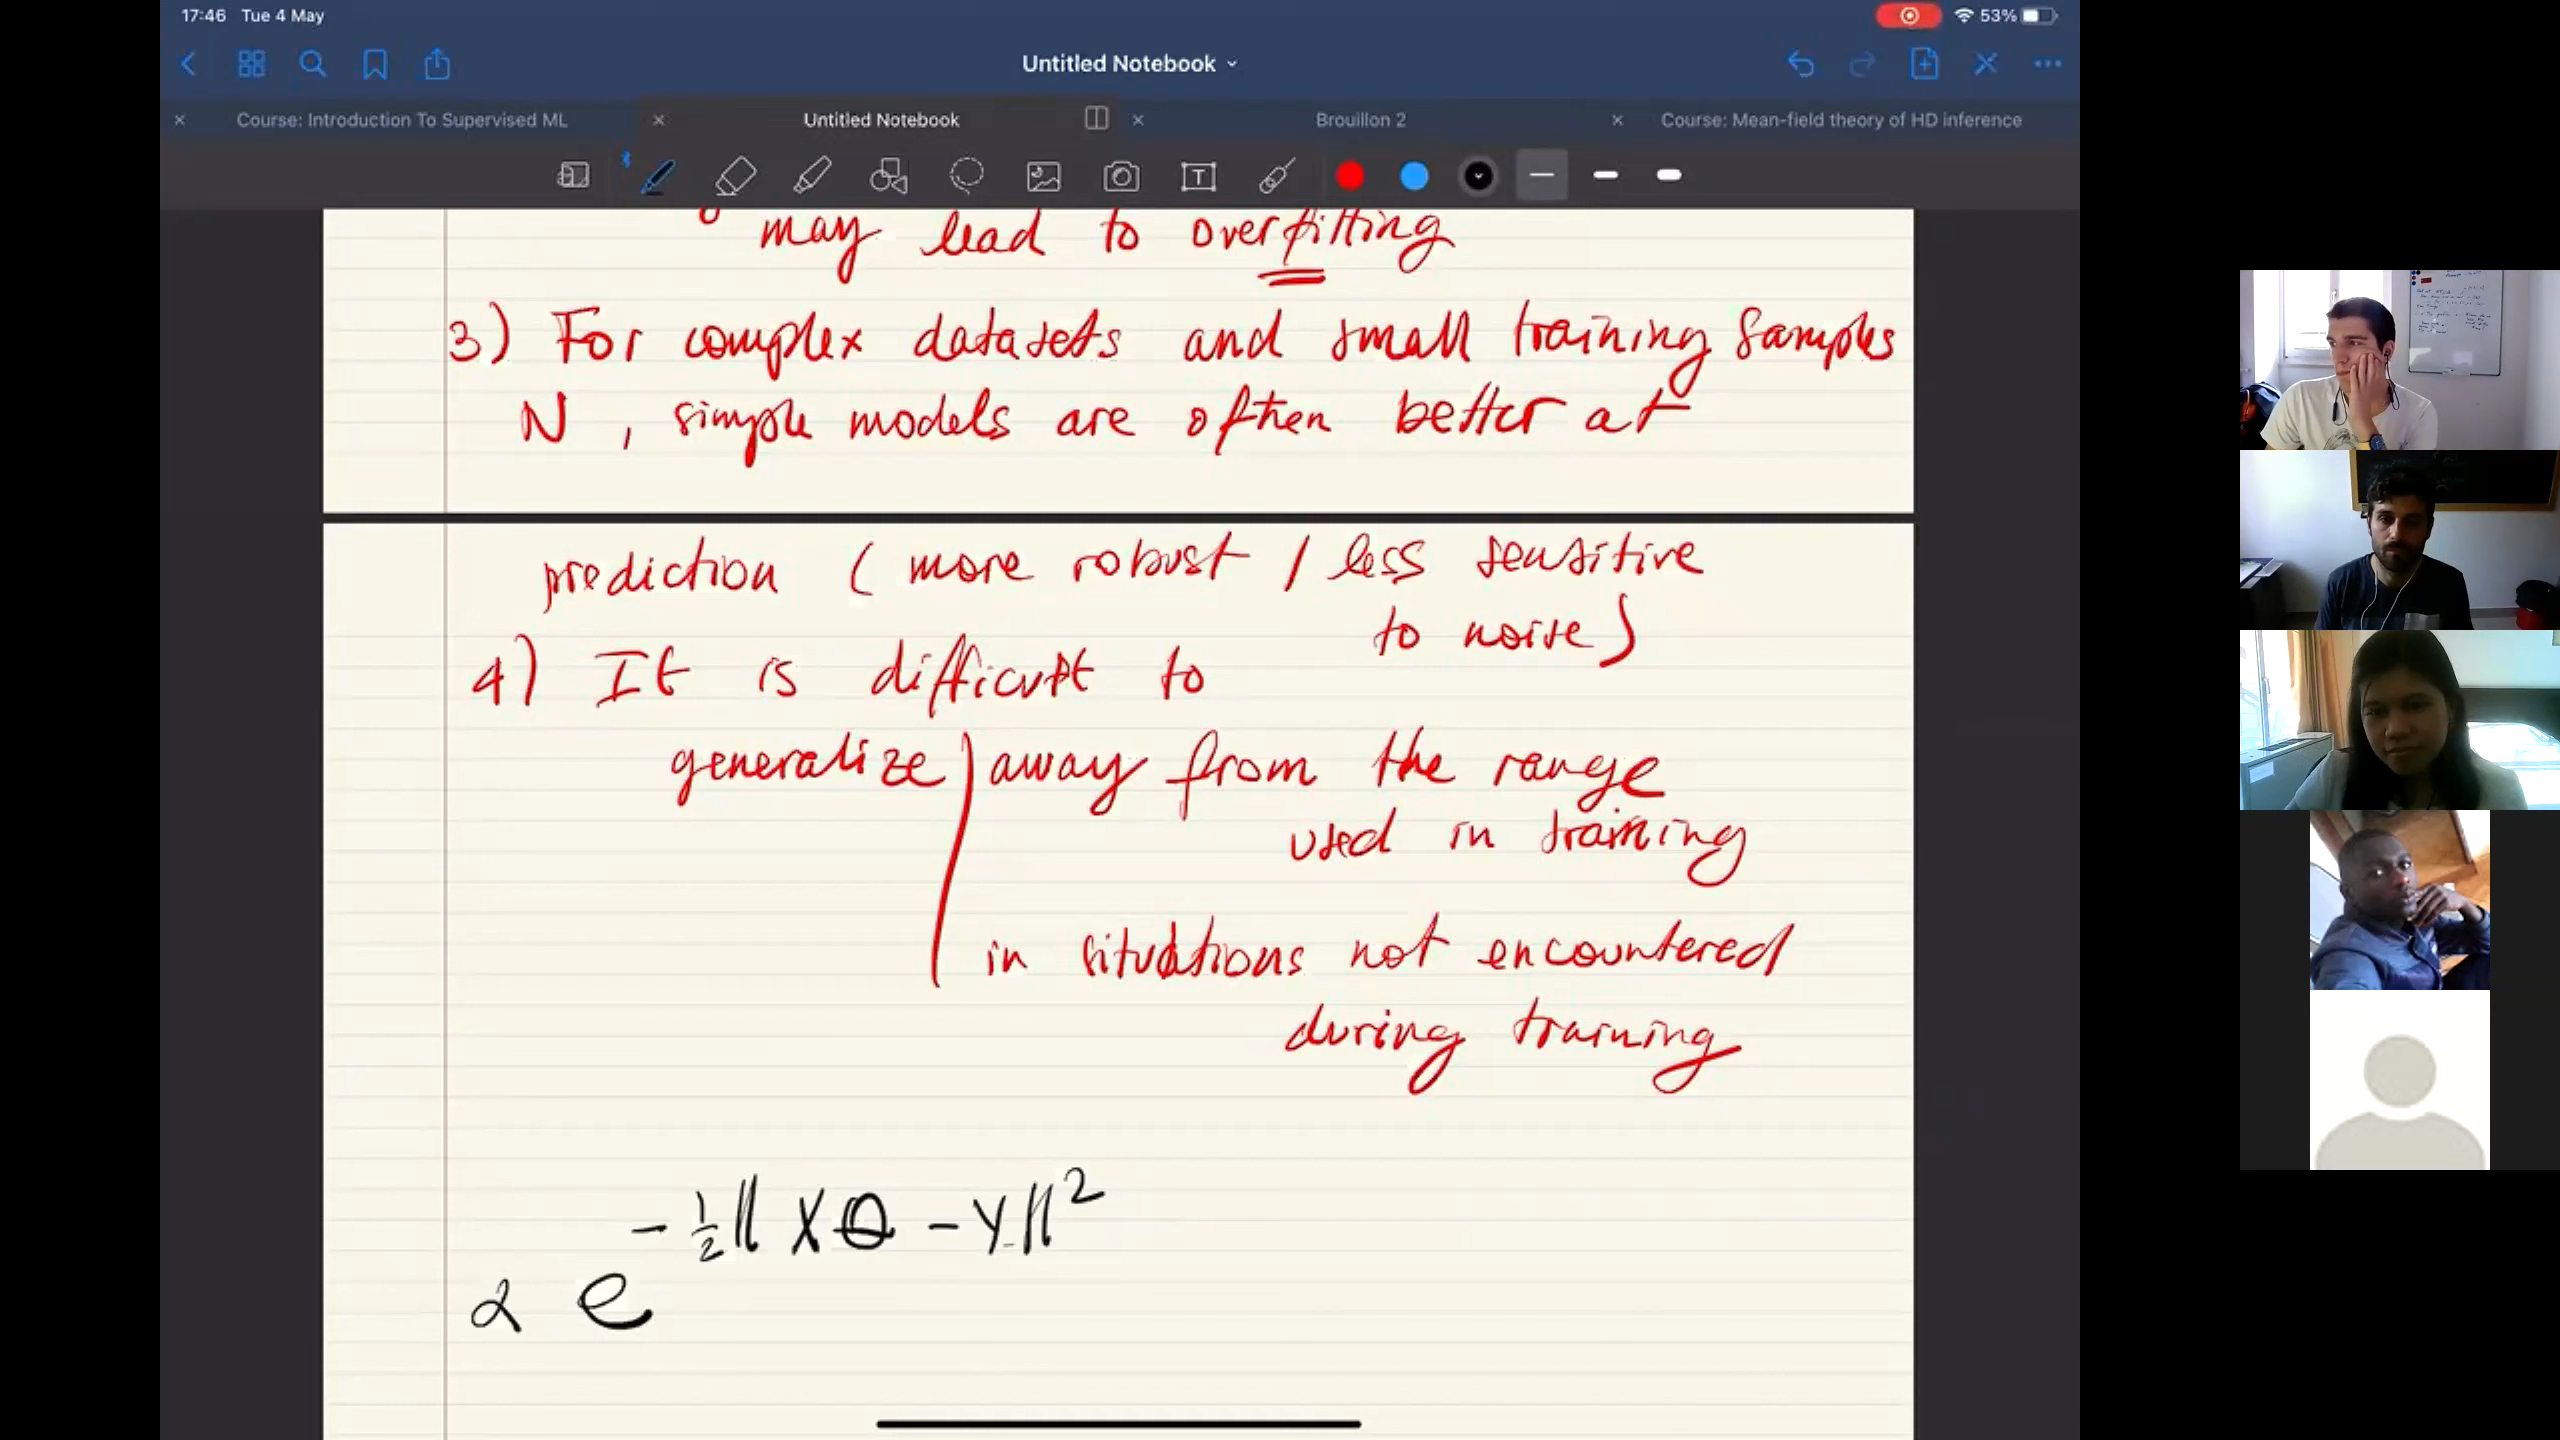 17:46 Tue 4 May
53%
Untitled Notebook
Course: Introduction To Supervised ML
Untitled Notebook
Brouillon 2
Course: Mean-field theory of HD inference
may lead to overfitting
3) For complex datasets and small training samples
N , simple models are often better at
prediction ( more robust / less sensitive
to noise )
4) It is difficult to
generalize away from the range
used in training
in situations not encountered
during training
- 1/2 || XΘ - Y ||²
α e